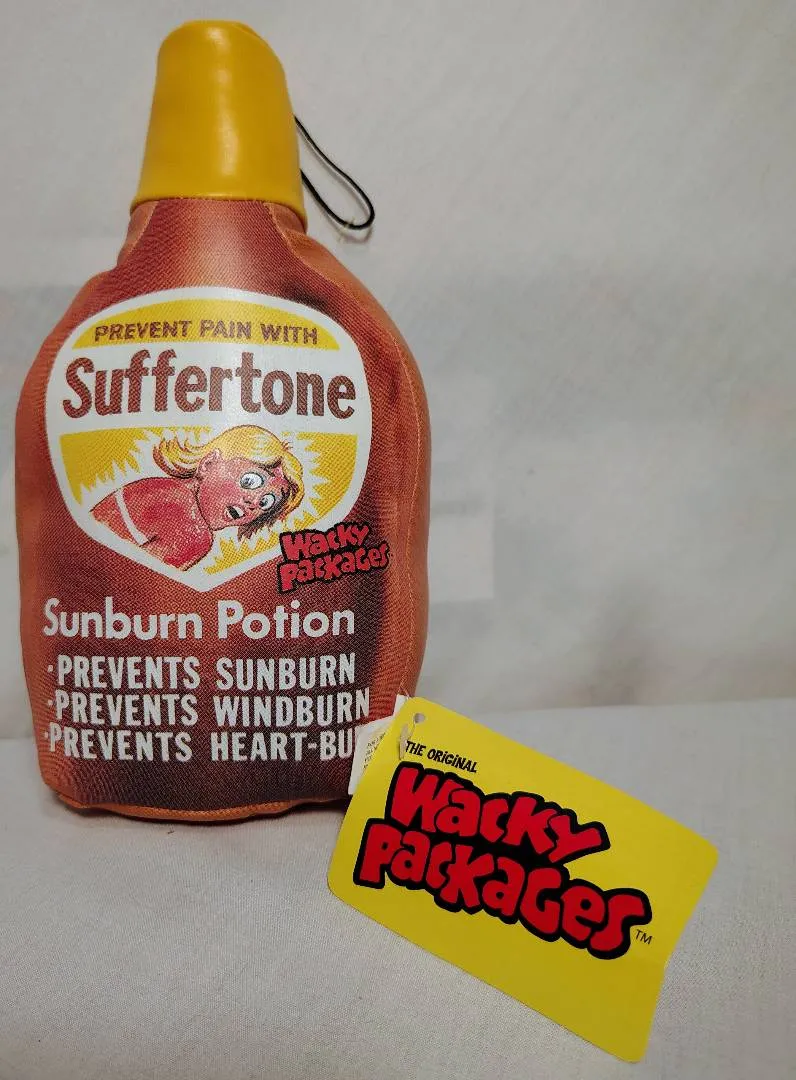 PREVENT PAIN WITH
Suffertone
Wacky
Packages
Sunburn Potion
·PREVENTS SUNBURN
·PREVENTS WINDBURN
·PREVENTS HEART-BU
THE ORIGINAL
Wacky
Packages
TM